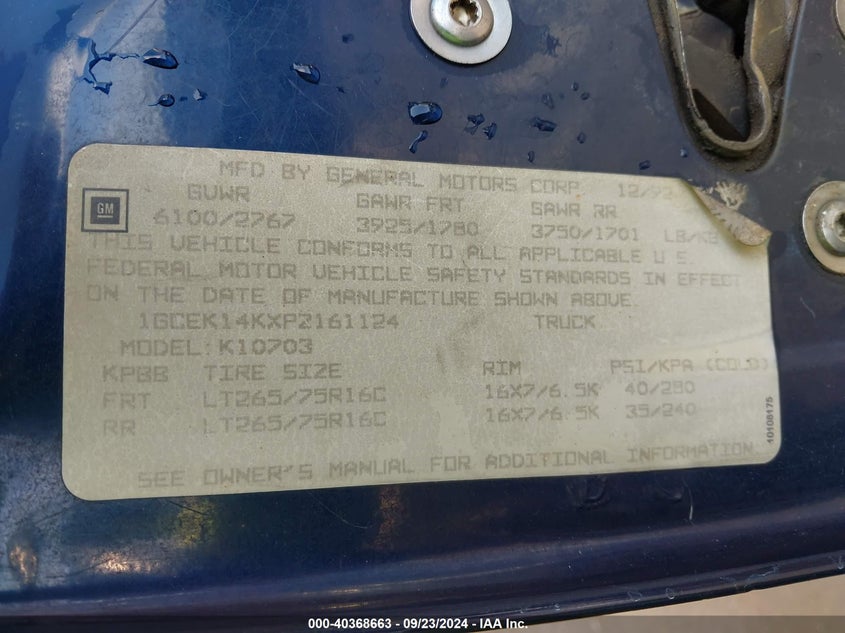 MFD BY GENERAL MOTORS CORP 12/92
GVWR GAWR FRT GAWR RR
GM
6100/2767 3925/1780 3750/1701 LB/KG
THIS VEHICLE CONFORMS TO ALL APPLICABLE U.S.
FEDERAL MOTOR VEHICLE SAFETY STANDARDS IN EFFECT
ON THE DATE OF MANUFACTURE SHOWN ABOVE.
1GCEK14KXPZ161124 TRUCK
MODEL: K10703
KPBB TIRE SIZE RIM PSI/KPA (COLD)
FRT LT265/75R16C 16X7/6.5K 40/280
RR LT265/75R16C 16X7/6.5K 35/240
SEE OWNER'S MANUAL FOR ADDITIONAL INFORMATION.
10108175
000-40368663 - 09/23/2024 - IAA Inc.